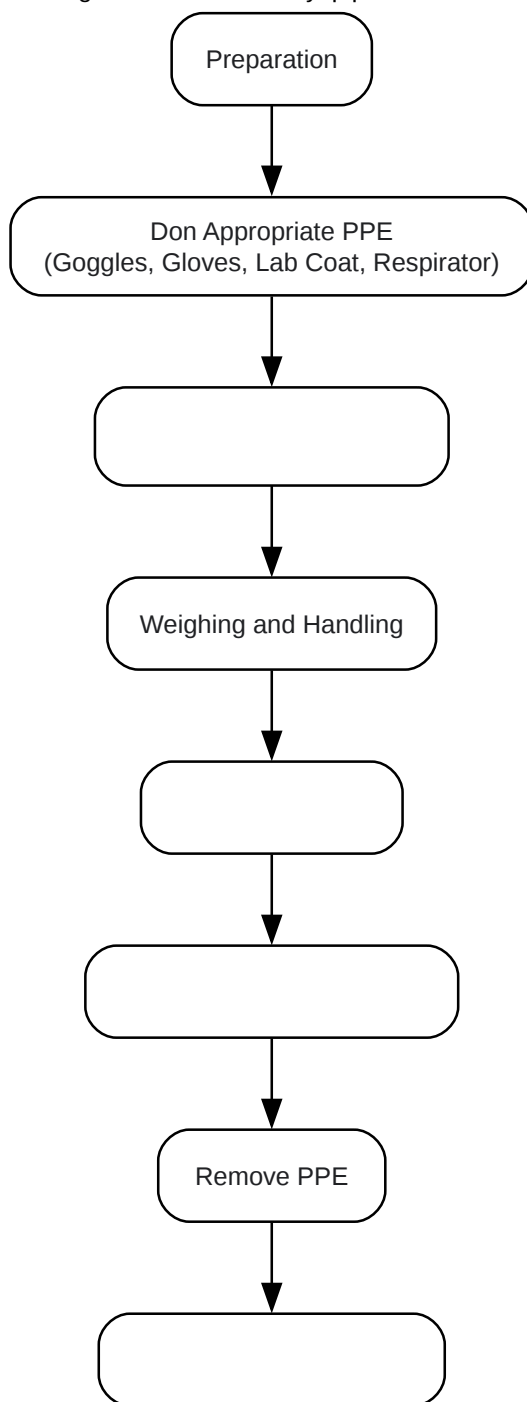 Preparation
Don Appropriate PPE
(Goggles, Gloves, Lab Coat, Respirator)
Weighing and Handling
Remove PPE